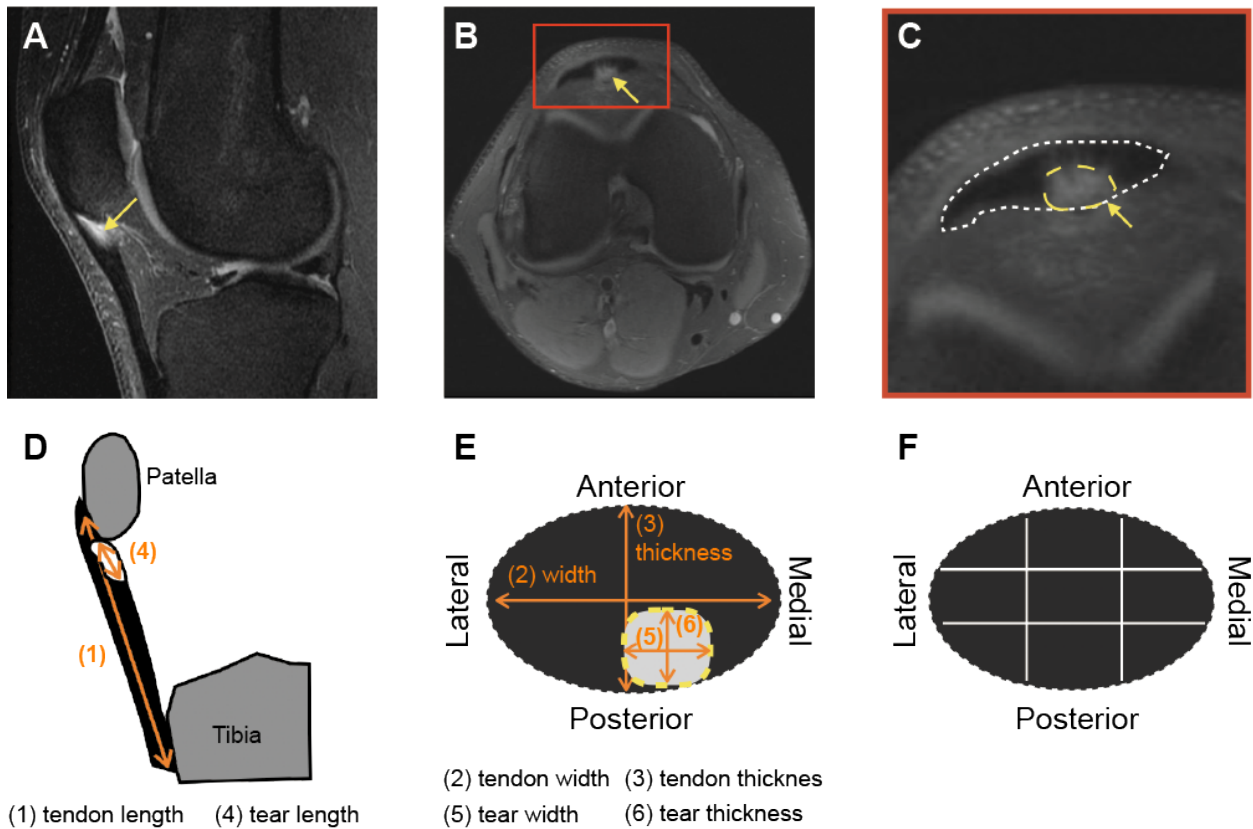 A
B
C
D
Patella
(4)
(1)
Tibia
(1) tendon length (4) tear length
E
Anterior
(3)
thickness
(2) width
Lateral
Medial
(5)
(6)
Posterior
(2) tendon width (3) tendon thicknes
(5) tear width (6) tear thickness
F
Anterior
Lateral
Medial
Posterior